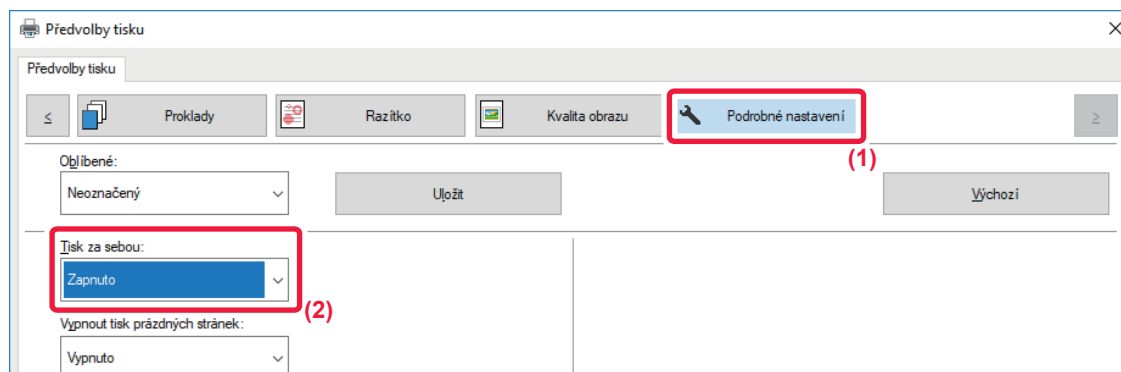 Předvolby tisku
Předvolby tisku
< Proklady Razítko Kvalita obrazu Podrobné nastavení >
(1)
Oblíbené:
Neoznačený Uložit Výchozí
Tisk za sebou:
Zapnuto
(2)
Vypnout tisk prázdných stránek:
Vypnuto